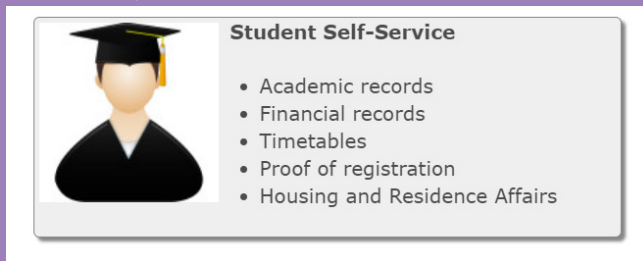 Student Self-Service
• Academic records
• Financial records
• Timetables
• Proof of registration
• Housing and Residence Affairs